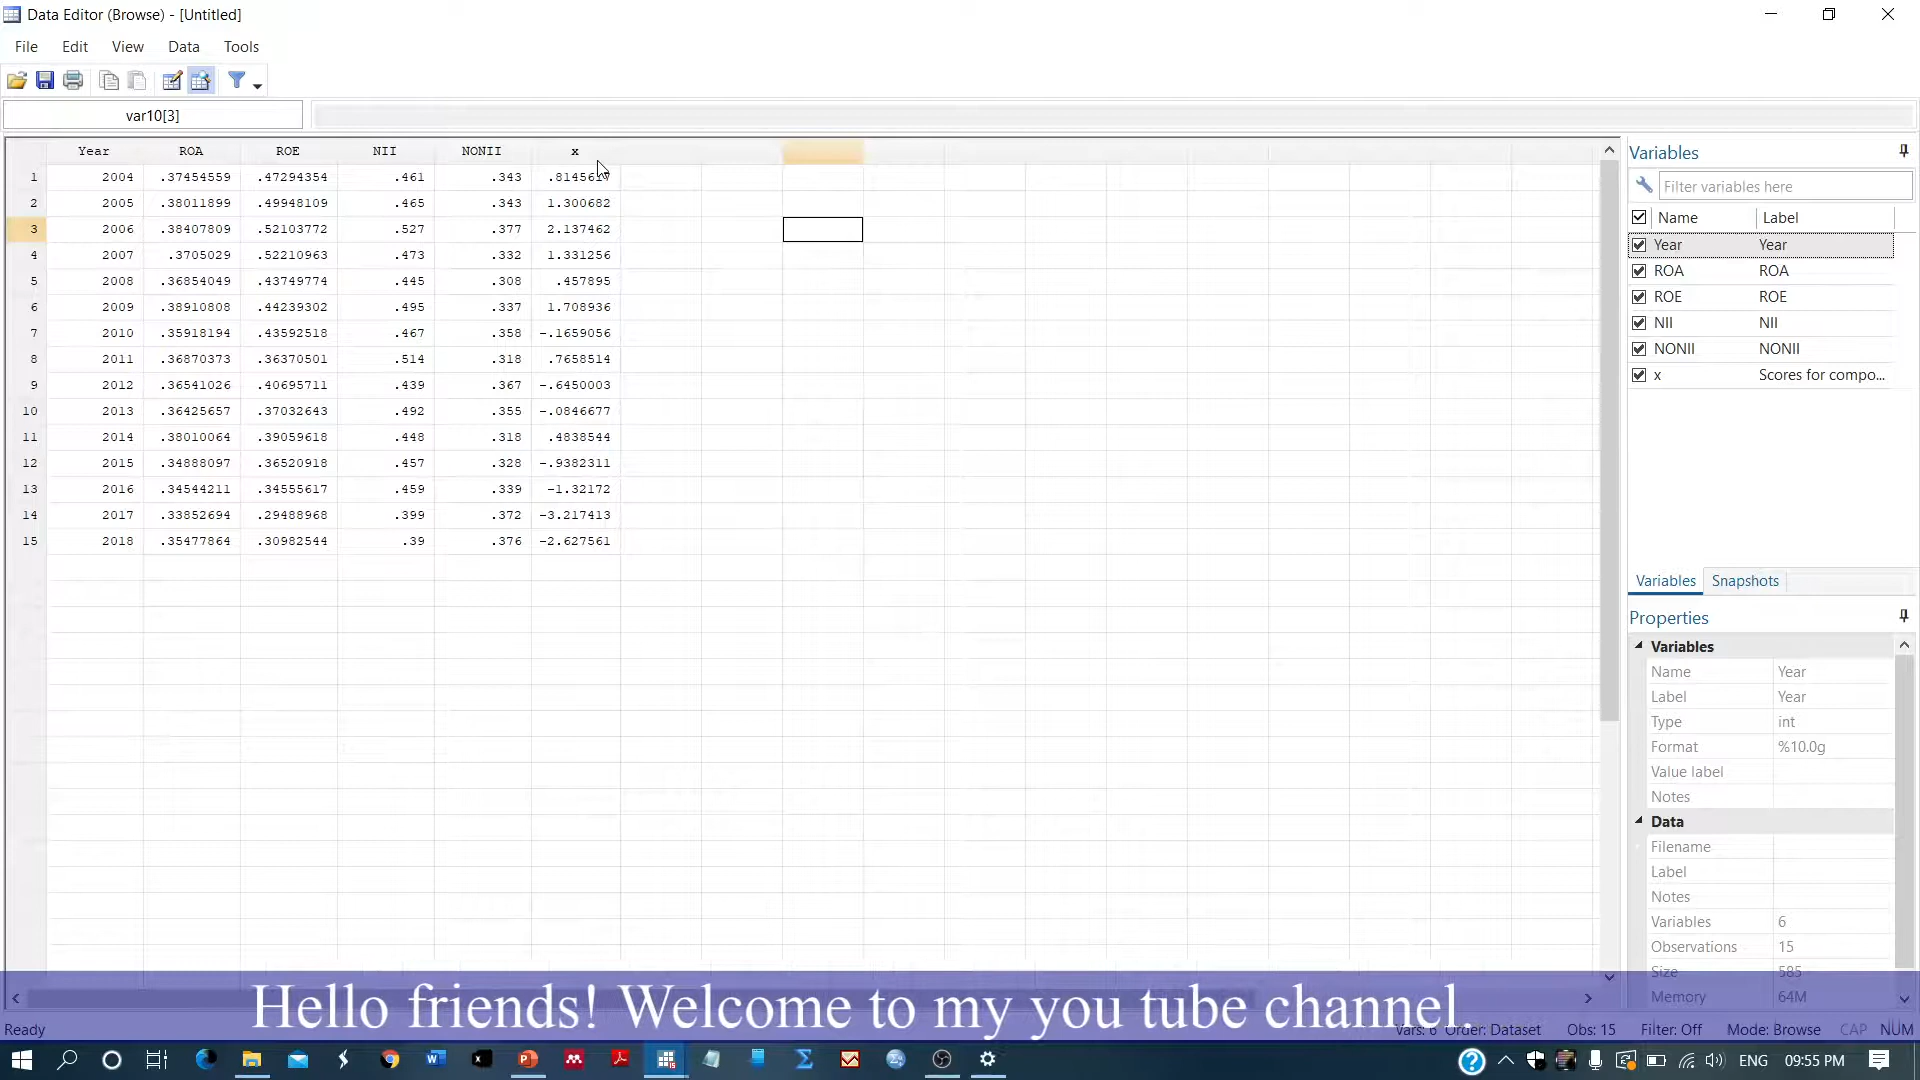 Data Editor (Browse) - [Untitled]
File Edit View Data Tools
var10[3]
Year ROA ROE NII NONII x
1 2004 .37454559 .47294354 .461 .343
2 2005 .38011899 .49948109 .465 .343 1.300682
3 2006 .38407809 .52103772 .527 .377 2.137462
4 2007 .3705029 .52210963 .473 .332 1.331256
5 2008 .36854049 .43749774 .445 .308 .457895
6 2009 .38910808 .44239302 .495 .337 1.708936
7 2010 .35918194 .43592518 .467 .358 -.1659056
8 2011 .36870373 .36370501 .514 .318 .7658514
9 2012 .36541026 .40695711 .439 .367 -.6450003
10 2013 .36425657 .37032643 .492 .355 -.0846677
11 2014 .38010064 .39059618 .448 .318 .4838544
12 2015 .34888097 .36520918 .457 .328 -.9382311
13 2016 .34544211 .34555617 .459 .339 -1.32172
14 2017 .33852694 .29488968 .399 .372 -3.217413
15 2018 .35477864 .30982544 .39 .376 -2.627561
Variables
Filter variables here
Name Label
Year Year
ROA ROA
ROE ROE
NII NII
NONII NONII
x Scores for compo...
Variables Snapshots
Properties
Variables
Name Year
Label Year
Type int
Format %10.0g
Value label
Notes
Data
Filename
Label
Notes
Variables 6
Observations 15
Size 585
Memory 64M
Hello friends! Welcome to my you tube channel.
Ready Vars: 6 Order: Dataset Obs: 15 Filter: Off Mode: Browse CAP NUM
ENG 09:55 PM